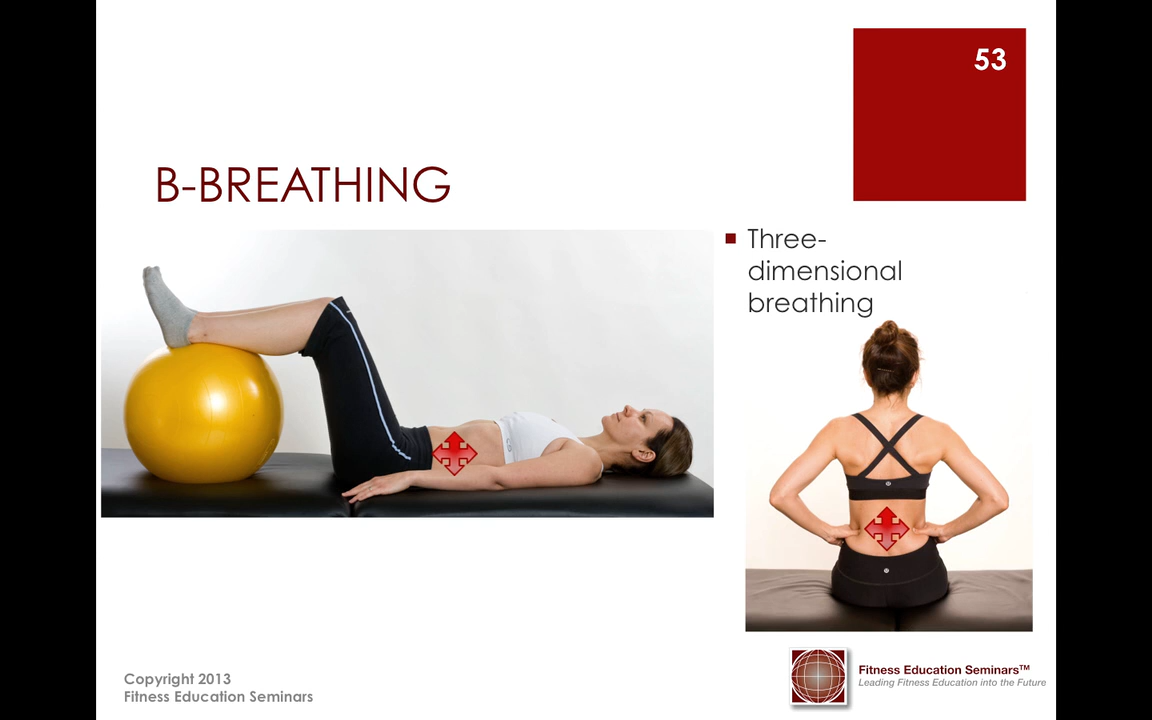 53
B-BREATHING
Three-
dimensional
breathing
Copyright 2013
Fitness Education Seminars
Fitness Education Seminars™
Leading Fitness Education into the Future